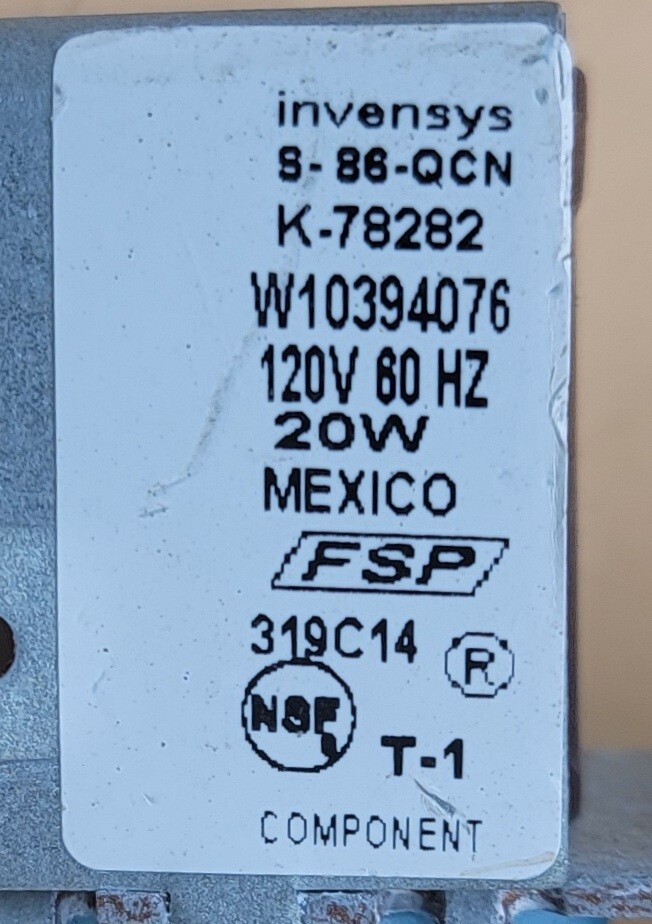 invensys
S-86-QCN
K-78282
W10394076
120V 60 HZ
20W
MEXICO
FSP
319C14 ®
NSF
T-1
COMPONENT